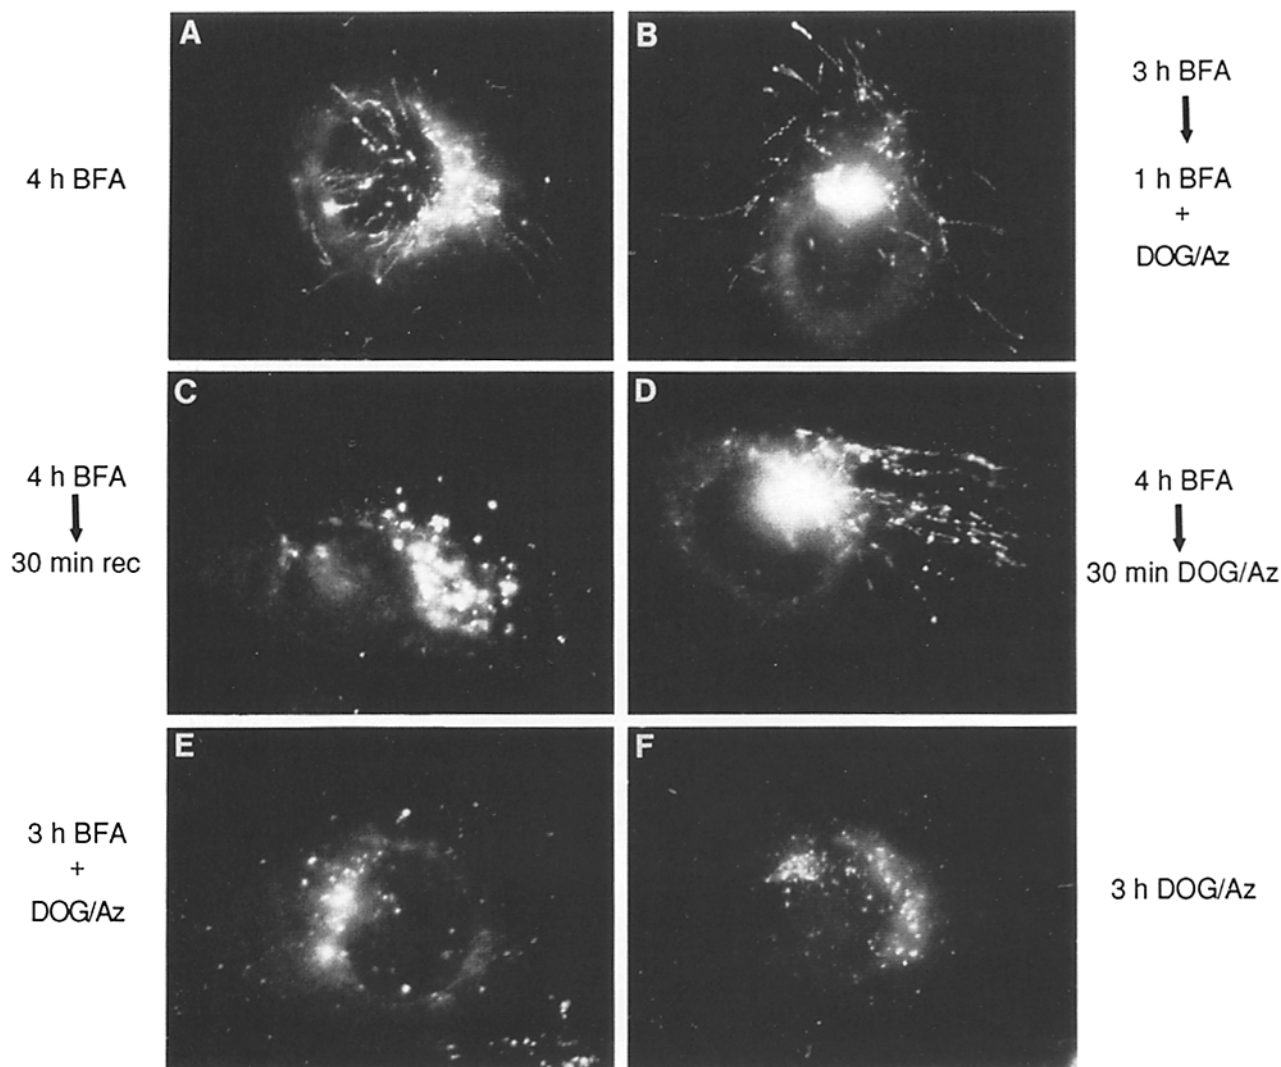 A
4 h BFA
B
3 h BFA
1 h BFA
+
DOG/Az
C
4 h BFA
30 min rec
D
4 h BFA
30 min DOG/Az
E
3 h BFA
+
DOG/Az
F
3 h DOG/Az